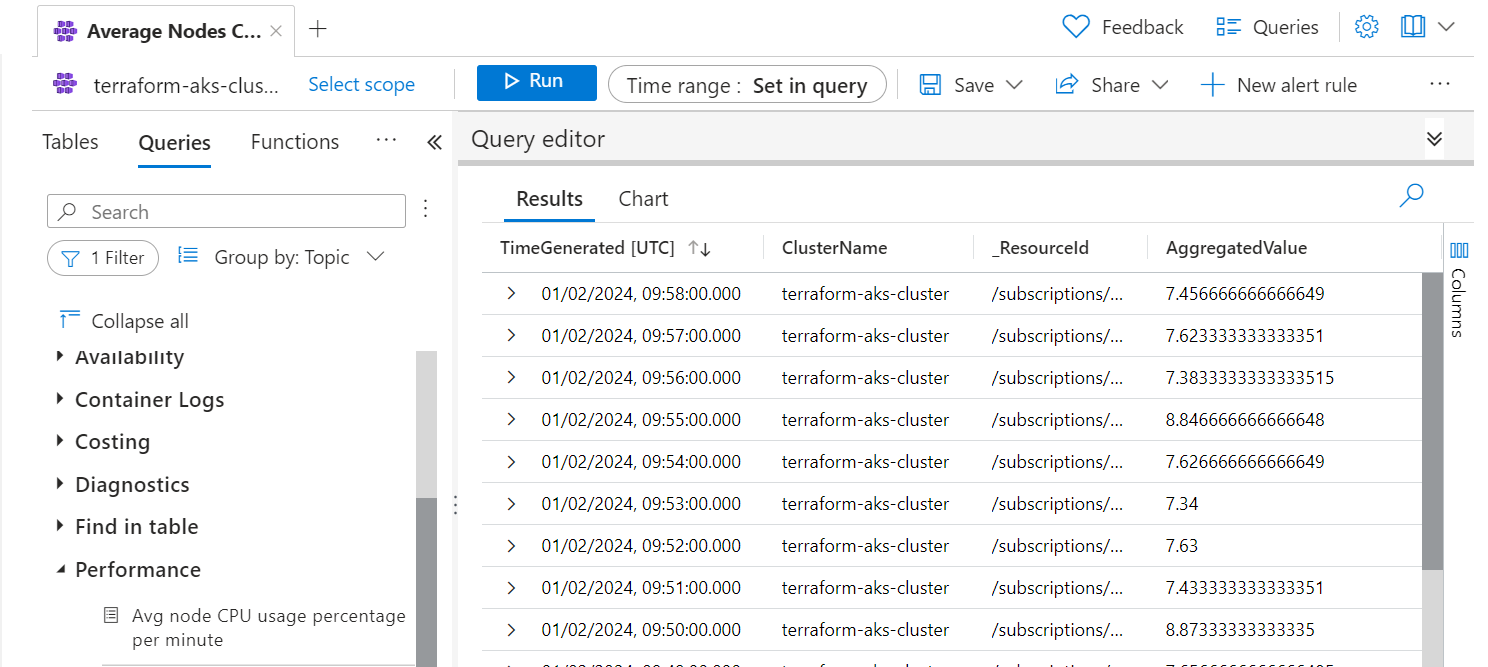 Average Nodes C...
Feedback
Queries
terraform-aks-clus...
Select scope
Run
Time range : Set in query
Save
Share
New alert rule
Tables
Queries
Functions
Query editor
Search
1 Filter
Group by: Topic
Collapse all
Availability
Container Logs
Costing
Diagnostics
Find in table
Performance
Avg node CPU usage percentage
per minute
Results
Chart
TimeGenerated [UTC] ClusterName _ResourceId AggregatedValue
01/02/2024, 09:58:00.000 terraform-aks-cluster /subscriptions/... 7.456666666666649
01/02/2024, 09:57:00.000 terraform-aks-cluster /subscriptions/... 7.623333333333351
01/02/2024, 09:56:00.000 terraform-aks-cluster /subscriptions/... 7.3833333333333515
01/02/2024, 09:55:00.000 terraform-aks-cluster /subscriptions/... 8.846666666666648
01/02/2024, 09:54:00.000 terraform-aks-cluster /subscriptions/... 7.626666666666649
01/02/2024, 09:53:00.000 terraform-aks-cluster /subscriptions/... 7.34
01/02/2024, 09:52:00.000 terraform-aks-cluster /subscriptions/... 7.63
01/02/2024, 09:51:00.000 terraform-aks-cluster /subscriptions/... 7.433333333333351
01/02/2024, 09:50:00.000 terraform-aks-cluster /subscriptions/... 8.87333333333335
Columns